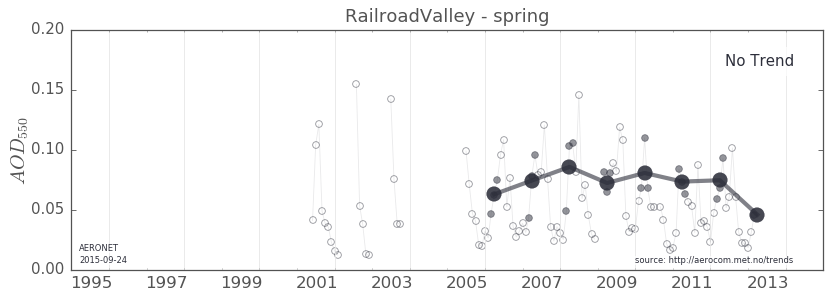 RailroadValley - spring
0.20
No Trend
0.15
0.10
AOD550
0.05
AERONET
2015-09-24
source: http://aerocom.met.no/trends
0.00
1995 1997 1999 2001 2003 2005 2007 2009 2011 2013